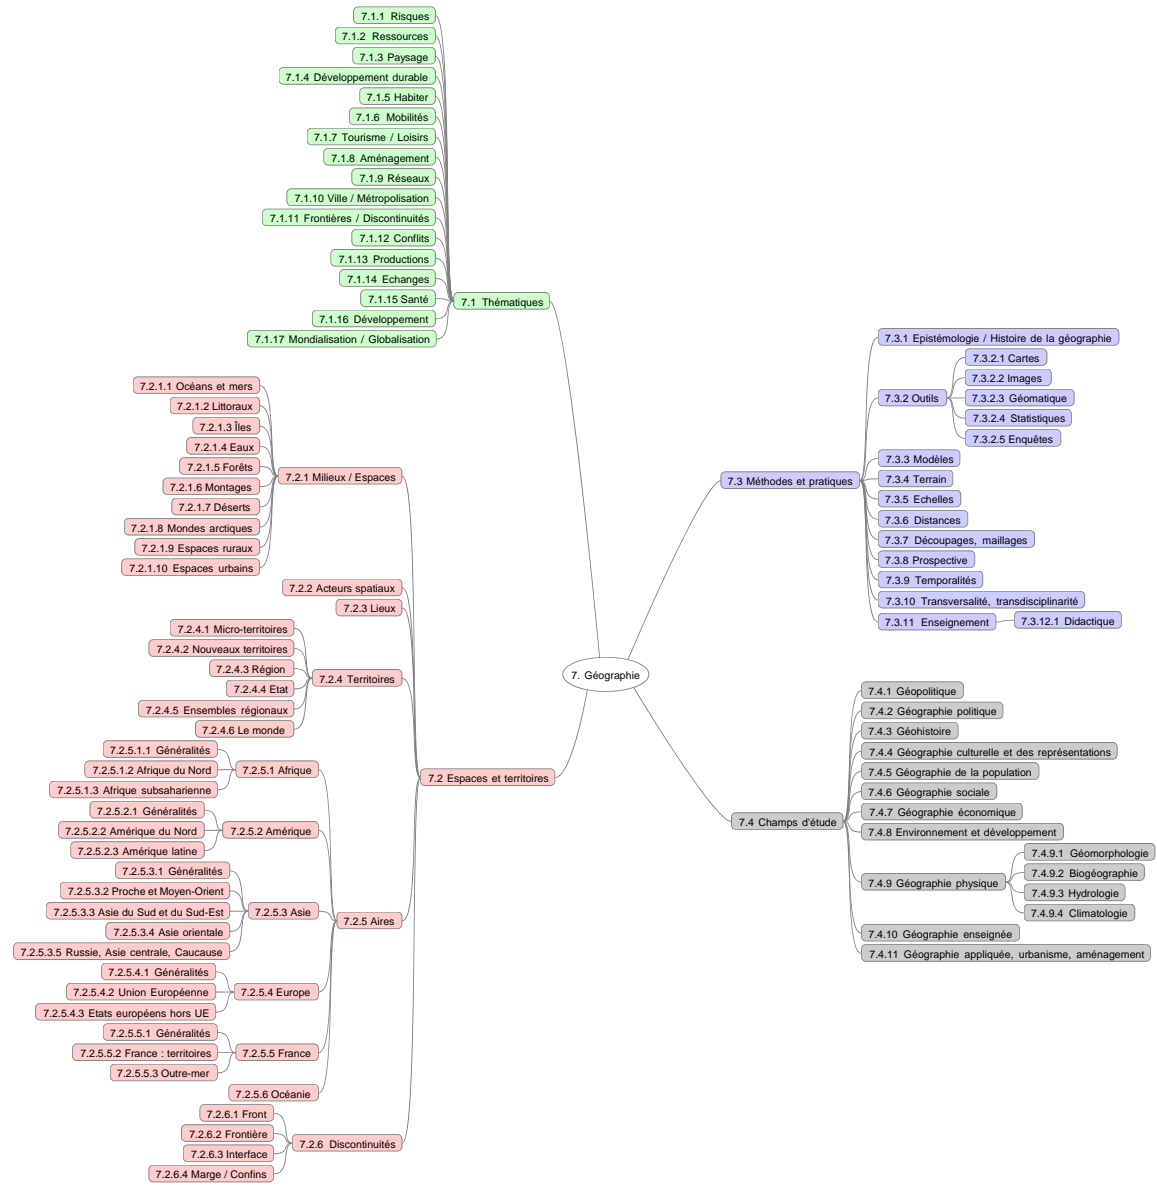 7. Géographie
7.1 Thématiques
7.1.1 Risques
7.1.2 Ressources
7.1.3 Paysage
7.1.4 Développement durable
7.1.5 Habiter
7.1.6 Mobilités
7.1.7 Tourisme / Loisirs
7.1.8 Aménagement
7.1.9 Réseaux
7.1.10 Ville / Métropolisation
7.1.11 Frontières / Discontinuités
7.1.12 Conflits
7.1.13 Productions
7.1.14 Echanges
7.1.15 Santé
7.1.16 Développement
7.1.17 Mondialisation / Globalisation
7.2 Espaces et territoires
7.2.1 Milieux / Espaces
7.2.1.1 Océans et mers
7.2.1.2 Littoraux
7.2.1.3 Îles
7.2.1.4 Eaux
7.2.1.5 Forêts
7.2.1.6 Montages
7.2.1.7 Déserts
7.2.1.8 Mondes arctiques
7.2.1.9 Espaces ruraux
7.2.1.10 Espaces urbains
7.2.2 Acteurs spatiaux
7.2.3 Lieux
7.2.4 Territoires
7.2.4.1 Micro-territoires
7.2.4.2 Nouveaux territoires
7.2.4.3 Région
7.2.4.4 Etat
7.2.4.5 Ensembles régionaux
7.2.4.6 Le monde
7.2.5 Aires
7.2.5.1 Afrique
7.2.5.1.1 Généralités
7.2.5.1.2 Afrique du Nord
7.2.5.1.3 Afrique subsaharienne
7.2.5.2 Amérique
7.2.5.2.1 Généralités
7.2.5.2.2 Amérique du Nord
7.2.5.2.3 Amérique latine
7.2.5.3 Asie
7.2.5.3.1 Généralités
7.2.5.3.2 Proche et Moyen-Orient
7.2.5.3.3 Asie du Sud et du Sud-Est
7.2.5.3.4 Asie orientale
7.2.5.3.5 Russie, Asie centrale, Caucause
7.2.5.4 Europe
7.2.5.4.1 Généralités
7.2.5.4.2 Union Européenne
7.2.5.4.3 Etats européens hors UE
7.2.5.5 France
7.2.5.5.1 Généralités
7.2.5.5.2 France : territoires
7.2.5.5.3 Outre-mer
7.2.5.6 Océanie
7.2.6 Discontinuités
7.2.6.1 Front
7.2.6.2 Frontière
7.2.6.3 Interface
7.2.6.4 Marge / Confins
7.3 Méthodes et pratiques
7.3.1 Epistémologie / Histoire de la géographie
7.3.2 Outils
7.3.2.1 Cartes
7.3.2.2 Images
7.3.2.3 Géomatique
7.3.2.4 Statistiques
7.3.2.5 Enquêtes
7.3.3 Modèles
7.3.4 Terrain
7.3.5 Echelles
7.3.6 Distances
7.3.7 Découpages, maillages
7.3.8 Prospective
7.3.9 Temporalités
7.3.10 Transversalité, transdisciplinarité
7.3.11 Enseignement
7.3.12.1 Didactique
7.4 Champs d'étude
7.4.1 Géopolitique
7.4.2 Géographie politique
7.4.3 Géohistoire
7.4.4 Géographie culturelle et des représentations
7.4.5 Géographie de la population
7.4.6 Géographie sociale
7.4.7 Géographie économique
7.4.8 Environnement et développement
7.4.9 Géographie physique
7.4.9.1 Géomorphologie
7.4.9.2 Biogéographie
7.4.9.3 Hydrologie
7.4.9.4 Climatologie
7.4.10 Géographie enseignée
7.4.11 Géographie appliquée, urbanisme, aménagement